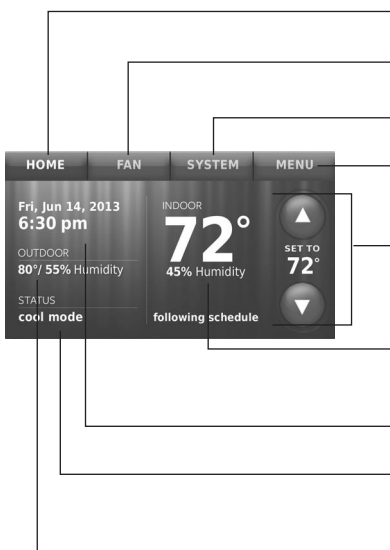 HOME FAN SYSTEM MENU
Fri, Jun 14, 2013
6:30 pm
OUTDOOR
80°/ 55% Humidity
STATUS
cool mode
INDOOR
72°
45% Humidity
following schedule
SET TO
72°